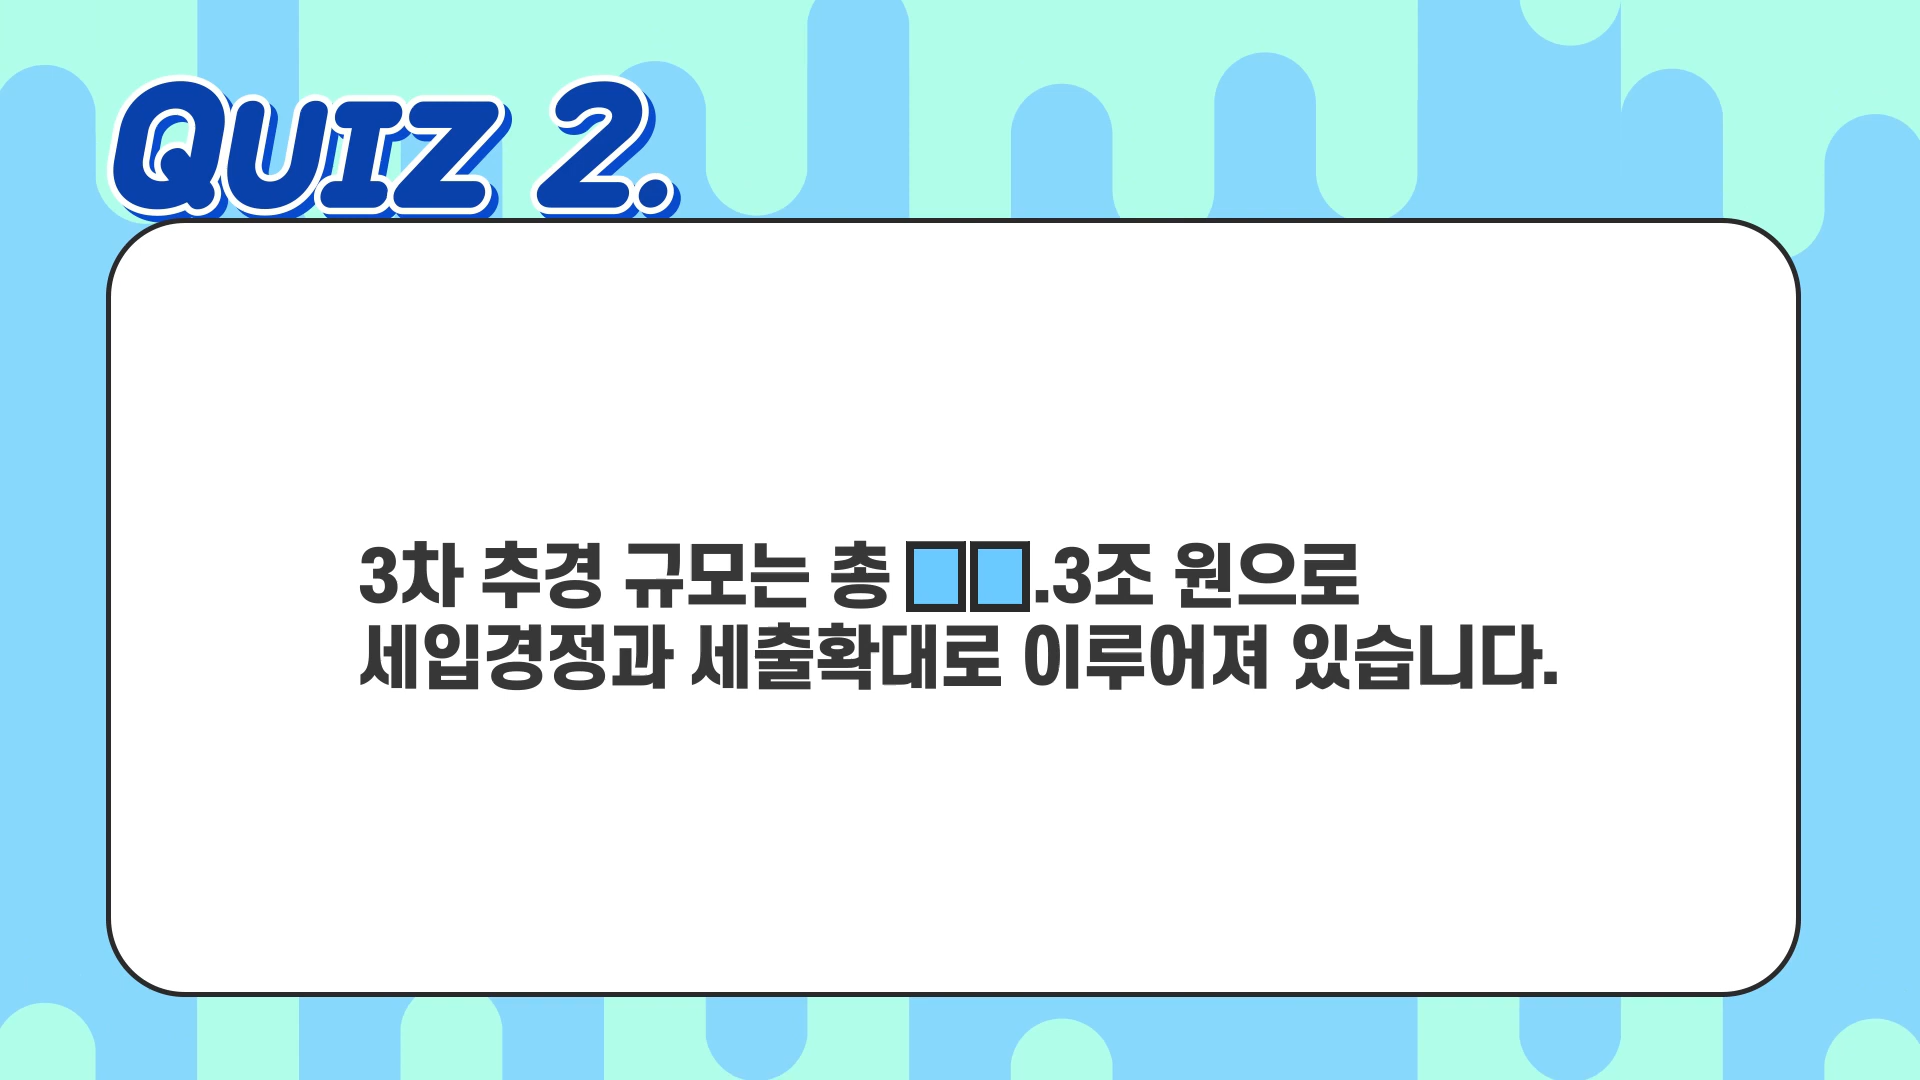 QUIZ 2.
3차 추경 규모는 총 □□.3조 원으로
세입경정과 세출확대로 이루어져 있습니다.